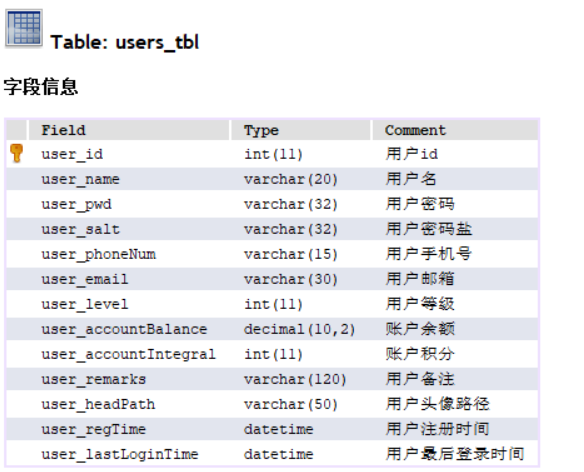 Table: users_tbl
字段信息
Field Type Comment
user_id int(11) 用户id
user_name varchar(20) 用户名
user_pwd varchar(32) 用户密码
user_salt varchar(32) 用户密码盐
user_phoneNum varchar(15) 用户手机号
user_email varchar(30) 用户邮箱
user_level int(11) 用户等级
user_accountBalance decimal(10,2) 账户余额
user_accountIntegral int(11) 账户积分
user_remarks varchar(120) 用户备注
user_headPath varchar(50) 用户头像路径
user_regTime datetime 用户注册时间
user_lastLoginTime datetime 用户最后登录时间